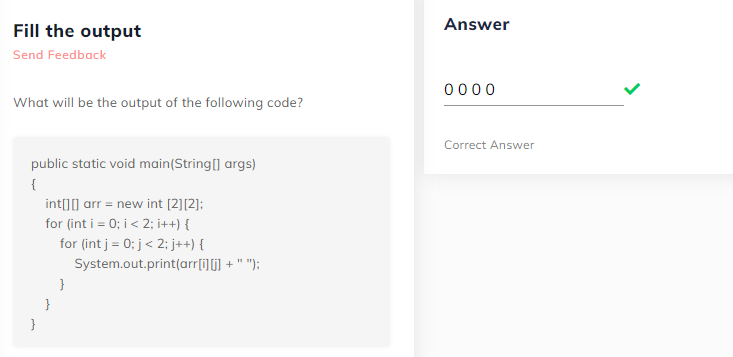 Fill the output
Send Feedback
What will be the output of the following code?
public static void main(String[] args)
{
int[][] arr = new int [2][2];
for (int i = 0; i < 2; i++) {
for (int j = 0; j < 2; j++) {
System.out.print(arr[i][j] + " ");
}
}
}
Answer
0 0 0 0
Correct Answer